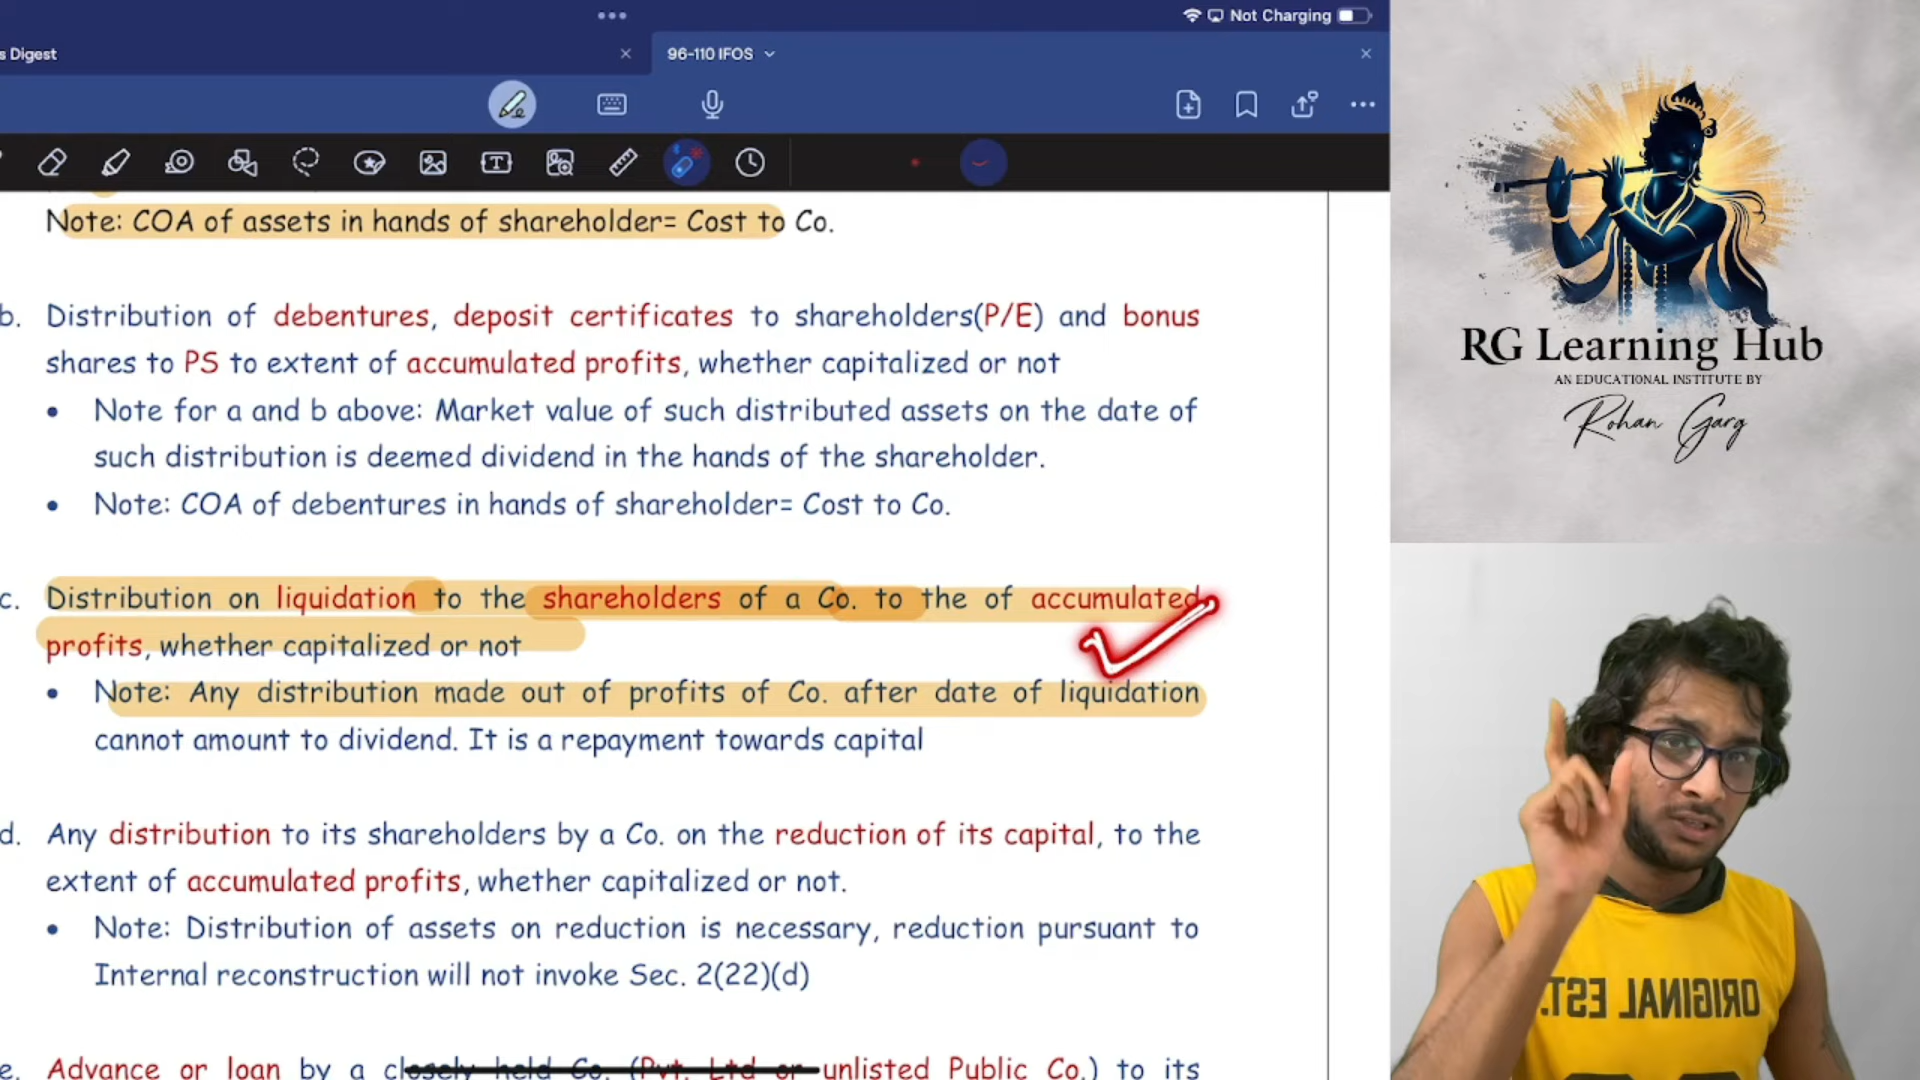 Not Charging
s Digest
96-110 IFOS
Note: COA of assets in hands of shareholder= Cost to Co.
b. Distribution of debentures, deposit certificates to shareholders(P/E) and bonus
shares to PS to extent of accumulated profits, whether capitalized or not
• Note for a and b above: Market value of such distributed assets on the date of
such distribution is deemed dividend in the hands of the shareholder.
• Note: COA of debentures in hands of shareholder= Cost to Co.
c. Distribution on liquidation to the shareholders of a Co. to the of accumulated
profits, whether capitalized or not
• Note: Any distribution made out of profits of Co. after date of liquidation
cannot amount to dividend. It is a repayment towards capital
d. Any distribution to its shareholders by a Co. on the reduction of its capital, to the
extent of accumulated profits, whether capitalized or not.
• Note: Distribution of assets on reduction is necessary, reduction pursuant to
Internal reconstruction will not invoke Sec. 2(22)(d)
e. Advance or loan by a closely held Co. (Pvt. Ltd or unlisted Public Co.) to its
RG Learning Hub
AN EDUCATIONAL INSTITUTE BY
Rohan Garg
ORIGINAL EST.